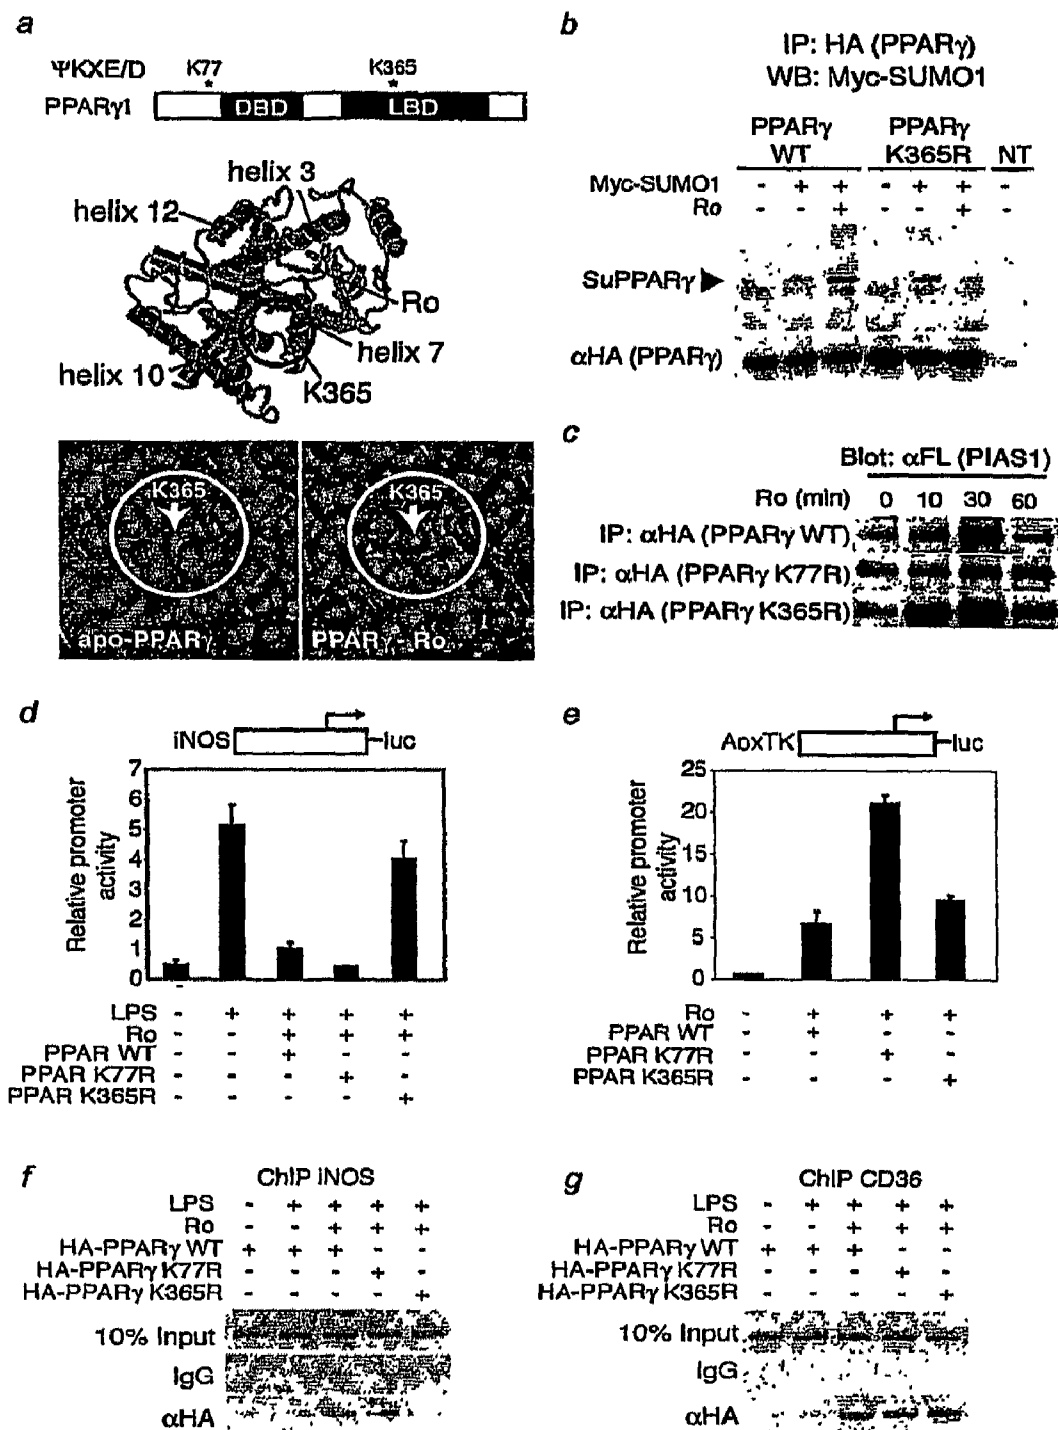 a
ΨKXE/D K77 K365
* *
PPARγ1 DBD LBD
helix 3
helix 12
Ro
helix 7
helix 10
K365
K365 K365
apo-PPARγ PPARγ - Ro
b
IP: HA (PPARγ)
WB: Myc-SUMO1
PPARγ PPARγ
WT K365R NT
Myc-SUMO1 - + + - + + -
Ro - - + - - + -
SuPPARγ
αHA (PPARγ)
c
Blot: αFL (PIAS1)
Ro (min) 0 10 30 60
IP: αHA (PPARγ WT)
IP: αHA (PPARγ K77R)
IP: αHA (PPARγ K365R)
d
iNOS luc
Relative promoter
activity
7
6
5
4
3
2
1
0
LPS - + + + +
Ro - - + + +
PPAR WT - - + - -
PPAR K77R - - - + -
PPAR K365R - - - - +
e
AoxTK luc
Relative promoter
activity
25
20
15
10
5
0
Ro - + + +
PPAR WT - + - -
PPAR K77R - - + -
PPAR K365R - - - +
f
ChIP iNOS
LPS - + + + +
Ro - - + + +
HA-PPARγ WT + + + - -
HA-PPARγ K77R - - - + -
HA-PPARγ K365R - - - - +
10% Input
IgG
αHA
g
ChIP CD36
LPS - + + + +
Ro - - + + +
HA-PPARγ WT + + + - -
HA-PPARγ K77R - - - + -
HA-PPARγ K365R - - - - +
10% Input
IgG
αHA